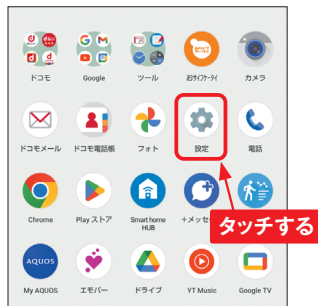 ドコモ Google ツール おサイフケータイ カメラ
ドコモメール ドコモ電話帳 フォト 設定 電話
Chrome Play ストア Smart home HUB +メッセ
タッチする
AQUOS
My AQUOS エモパー ドライブ YT Music Google TV